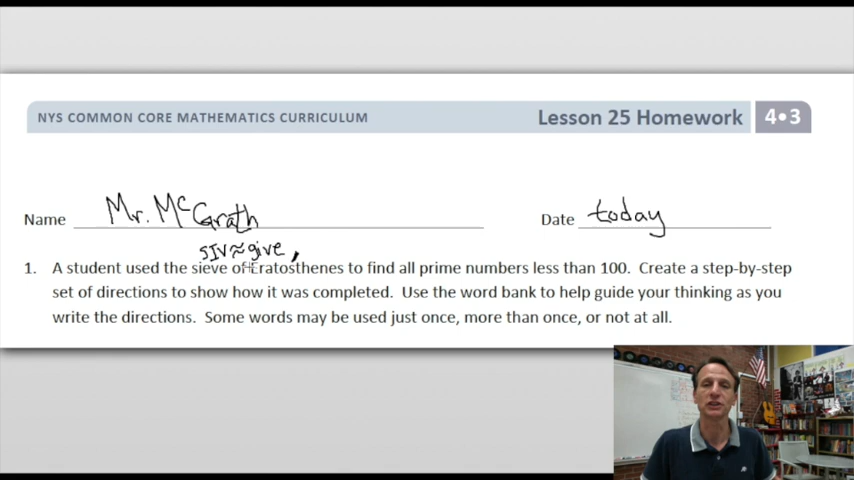 NYS COMMON CORE MATHEMATICS CURRICULUM Lesson 25 Homework 4•3
Name Mr. McGrath Date today
SIV≈give,
1. A student used the sieve of Eratosthenes to find all prime numbers less than 100. Create a step-by-step
set of directions to show how it was completed. Use the word bank to help guide your thinking as you
write the directions. Some words may be used just once, more than once, or not at all.